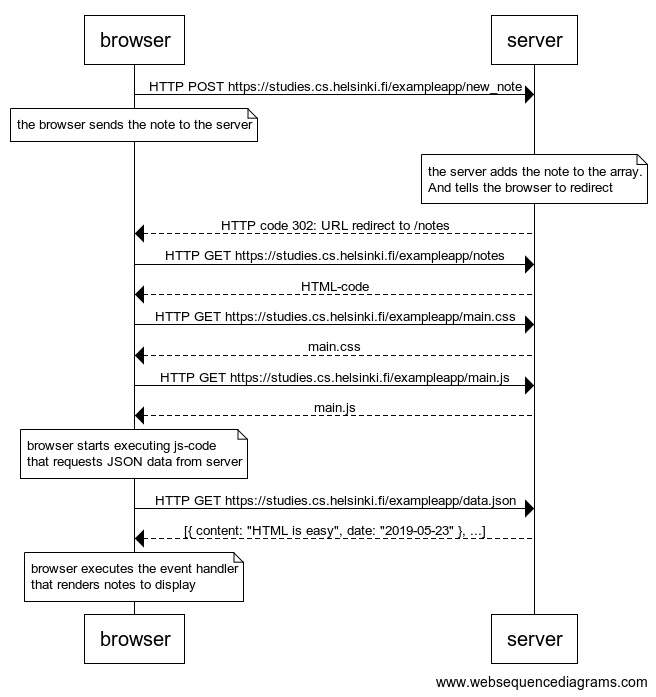 browser
server
HTTP POST https://studies.cs.helsinki.fi/exampleapp/new_note
the browser sends the note to the server
the server adds the note to the array.
And tells the browser to redirect
HTTP code 302: URL redirect to /notes
HTTP GET https://studies.cs.helsinki.fi/exampleapp/notes
HTML-code
HTTP GET https://studies.cs.helsinki.fi/exampleapp/main.css
main.css
HTTP GET https://studies.cs.helsinki.fi/exampleapp/main.js
main.js
browser starts executing js-code
that requests JSON data from server
HTTP GET https://studies.cs.helsinki.fi/exampleapp/data.json
[{ content: "HTML is easy", date: "2019-05-23" }, ...]
browser executes the event handler
that renders notes to display
browser
server
www.websequencediagrams.com